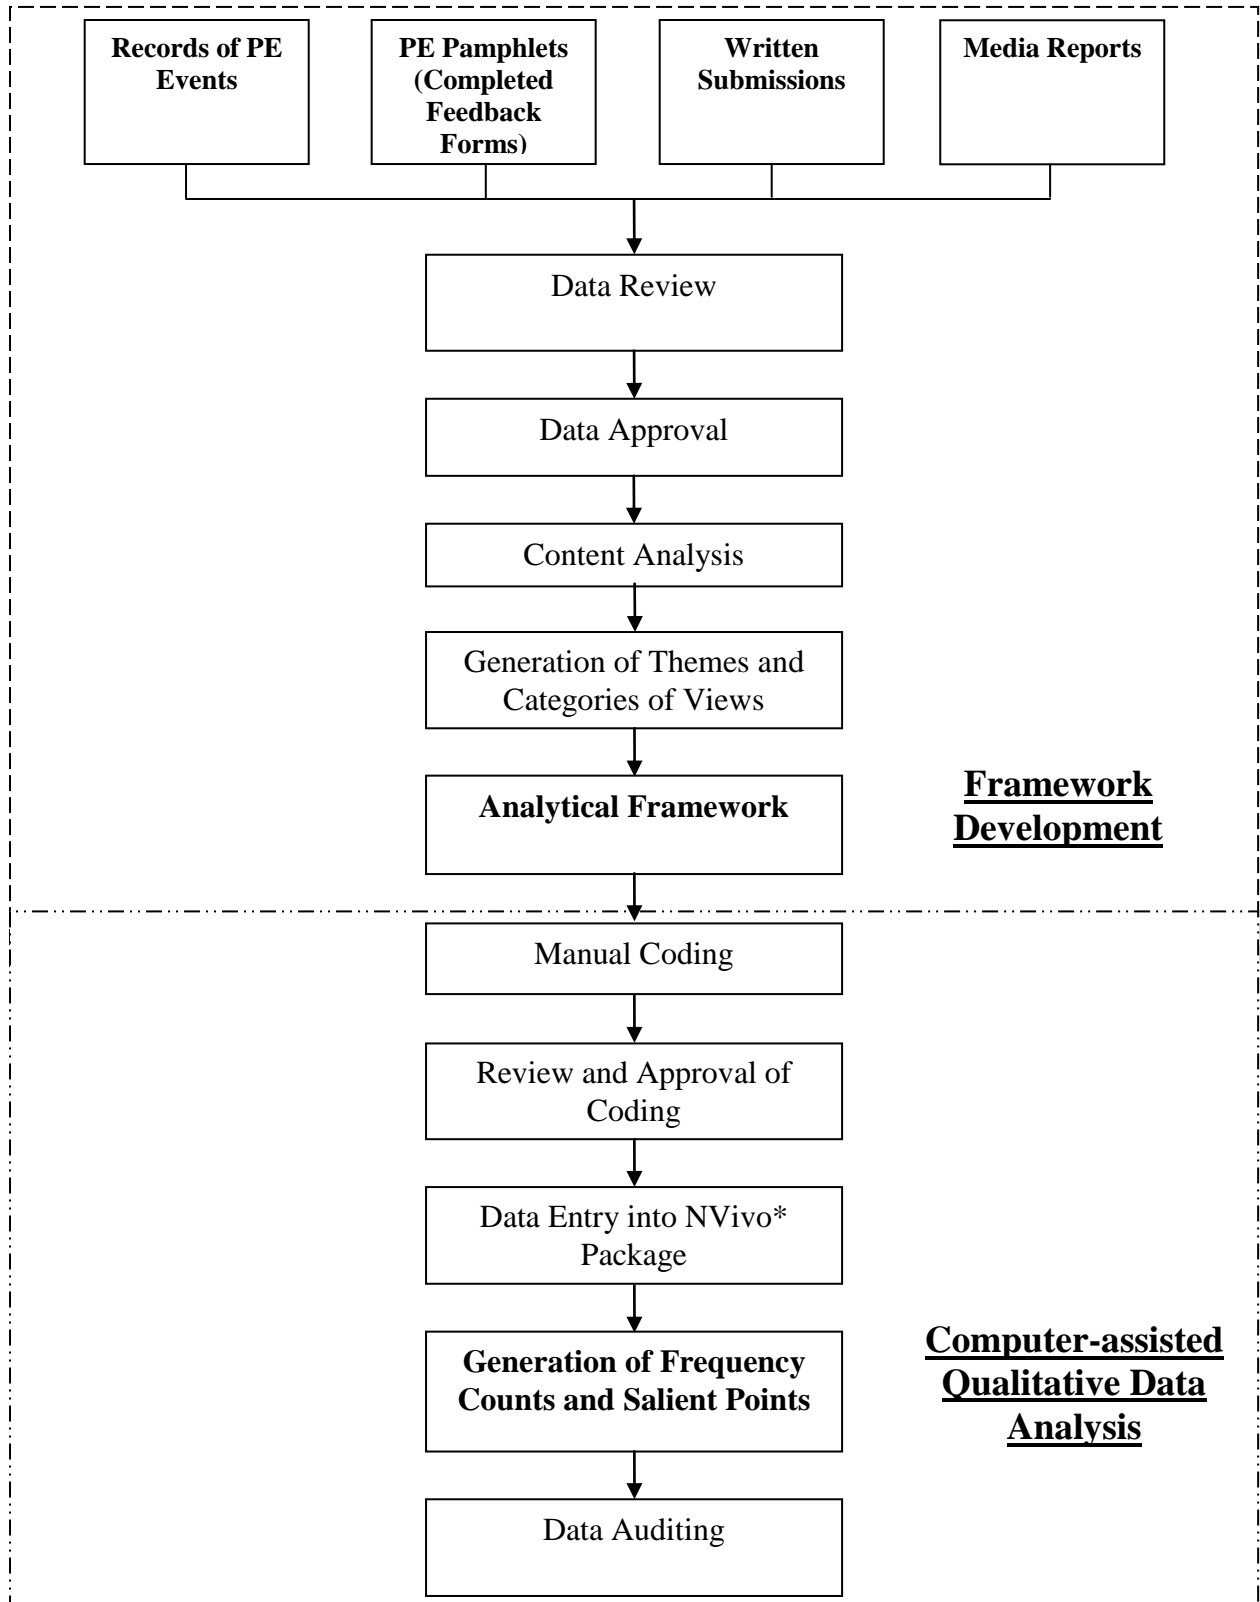 Records of PE
Events
PE Pamphlets
(Completed
Feedback
Forms)
Written
Submissions
Media Reports
Data Review
Data Approval
Content Analysis
Generation of Themes and
Categories of Views
Analytical Framework
Framework
Development
Manual Coding
Review and Approval of
Coding
Data Entry into NVivo*
Package
Generation of Frequency
Counts and Salient Points
Computer-assisted
Qualitative Data
Analysis
Data Auditing